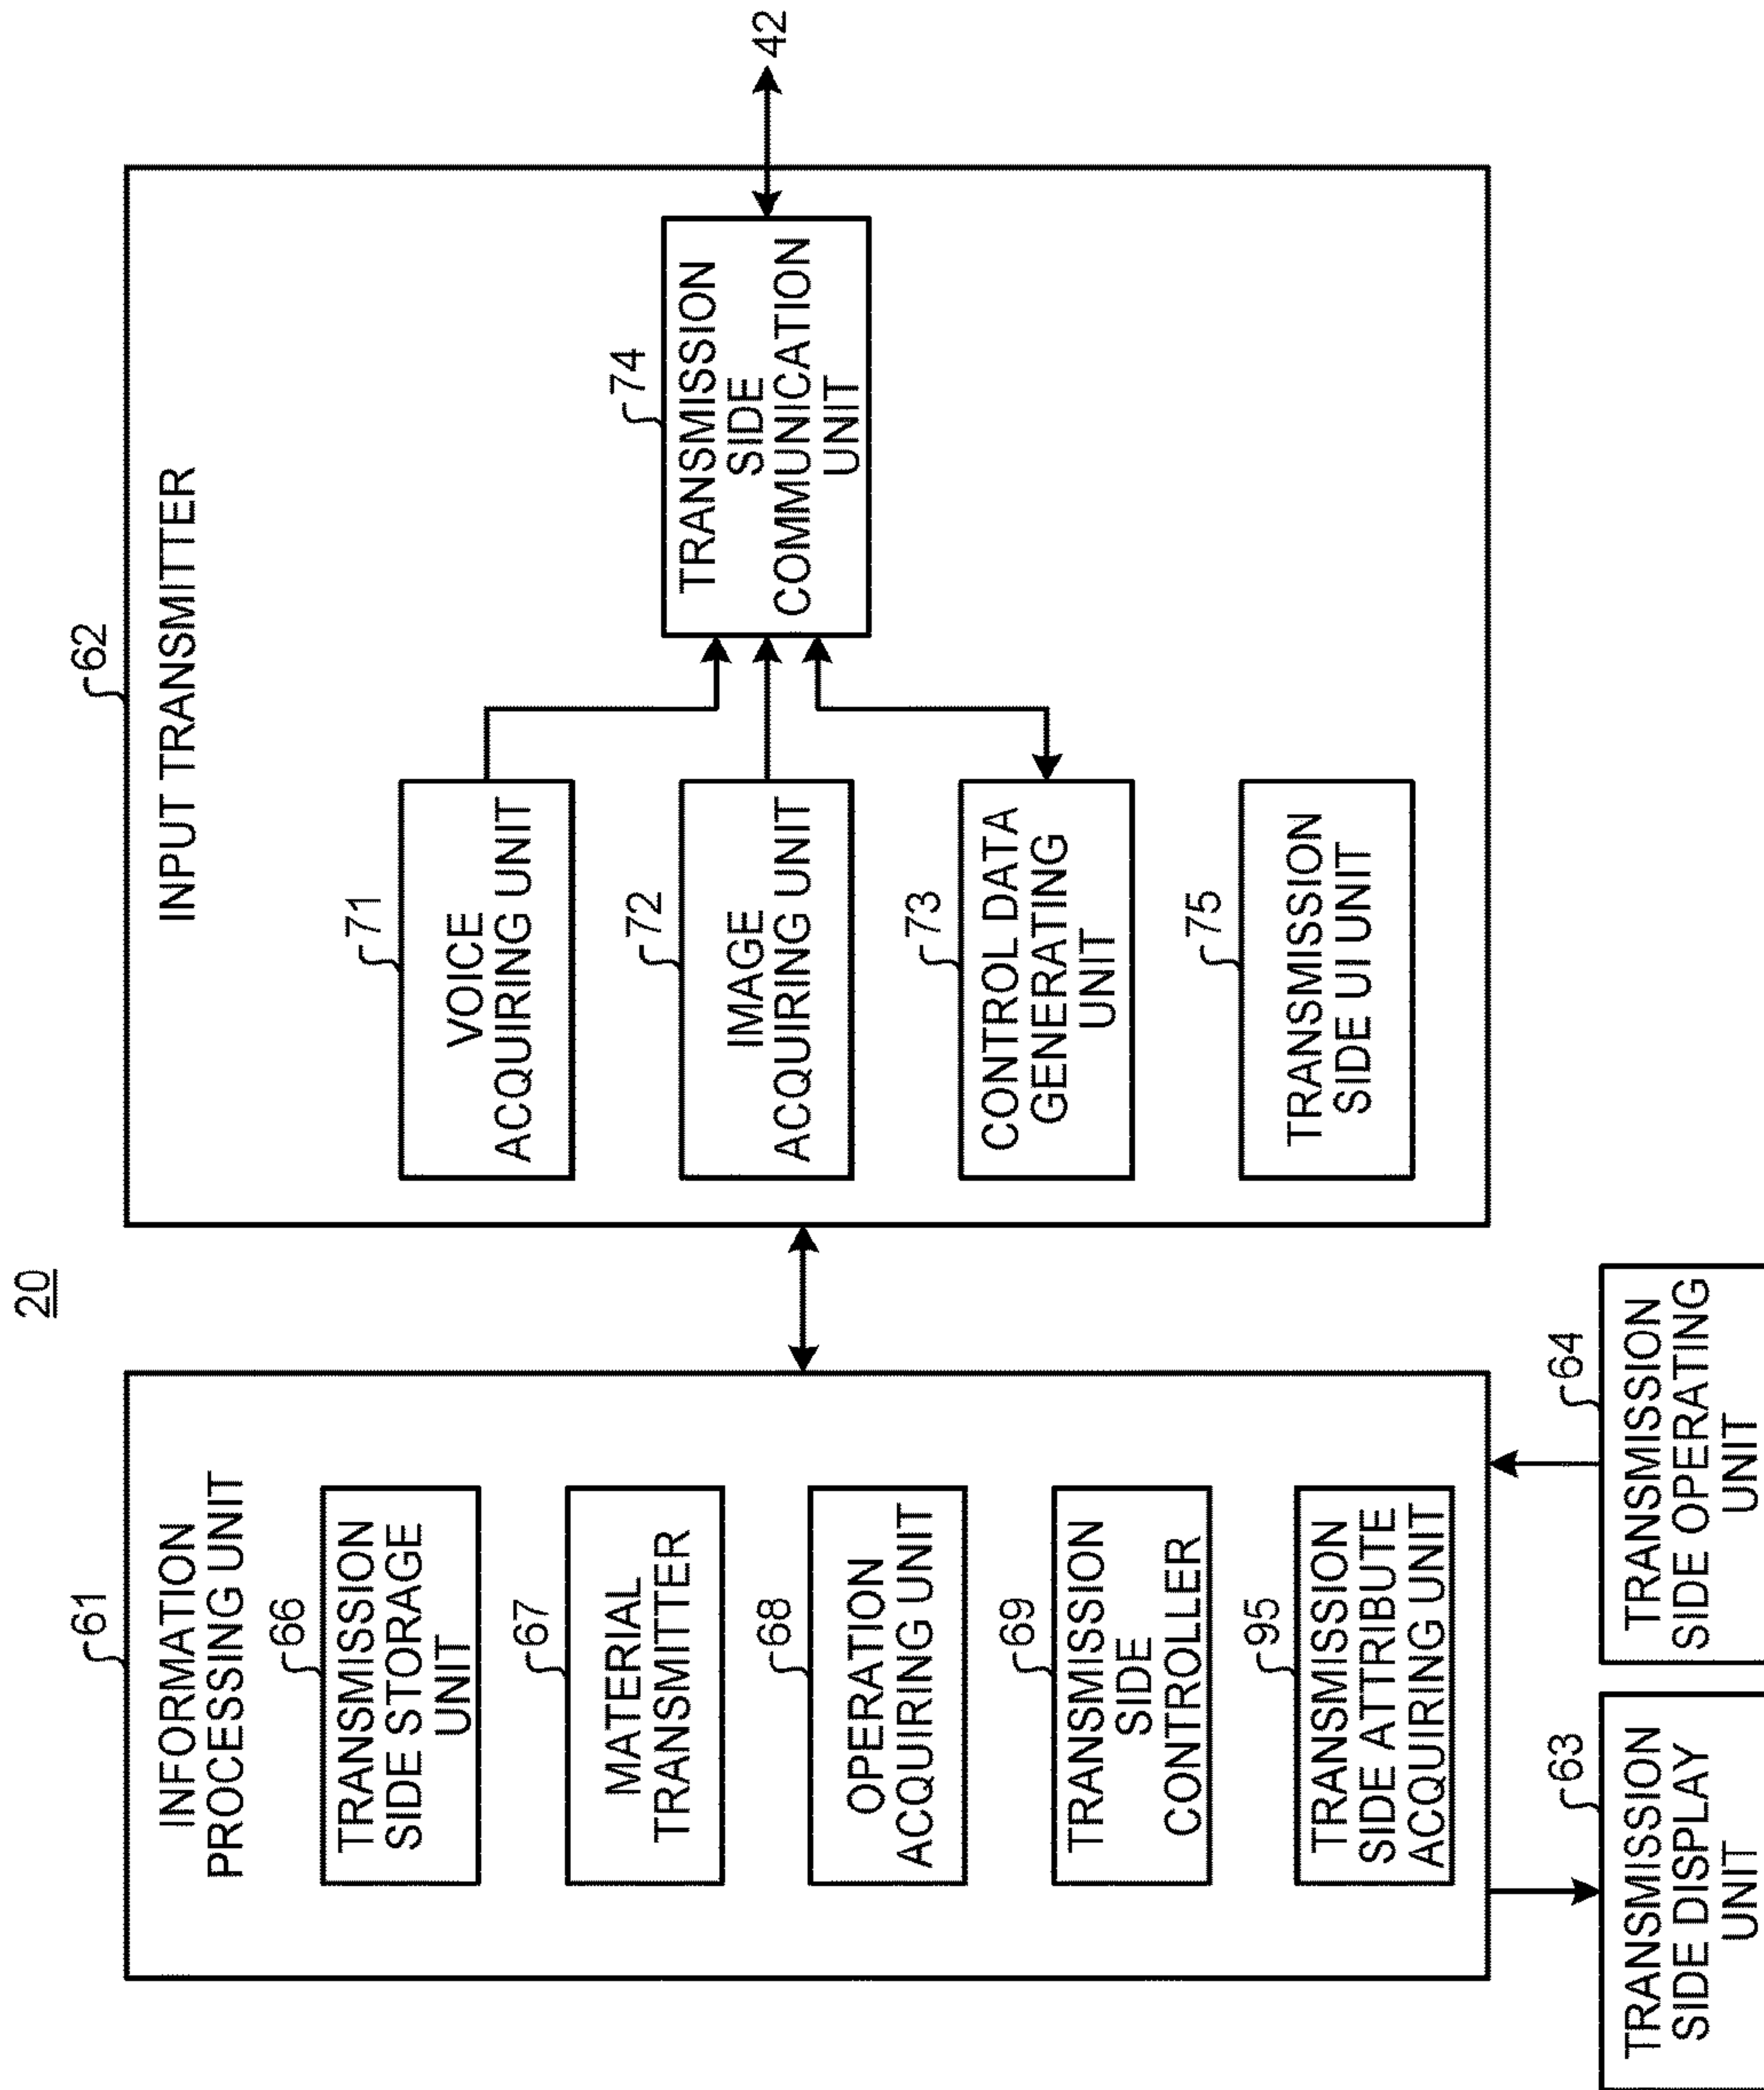 20
61
INFORMATION
PROCESSING UNIT
66
TRANSMISSION
SIDE STORAGE
UNIT
67
MATERIAL
TRANSMITTER
68
OPERATION
ACQUIRING UNIT
69
TRANSMISSION
SIDE
CONTROLLER
95
TRANSMISSION
SIDE ATTRIBUTE
ACQUIRING UNIT
63
TRANSMISSION
SIDE DISPLAY
UNIT
64
TRANSMISSION
SIDE OPERATING
UNIT
62
INPUT TRANSMITTER
71
VOICE
ACQUIRING UNIT
72
IMAGE
ACQUIRING UNIT
73
CONTROL DATA
GENERATING
UNIT
75
TRANSMISSION
SIDE UI UNIT
74
TRANSMISSION
SIDE
COMMUNICATION
UNIT
42